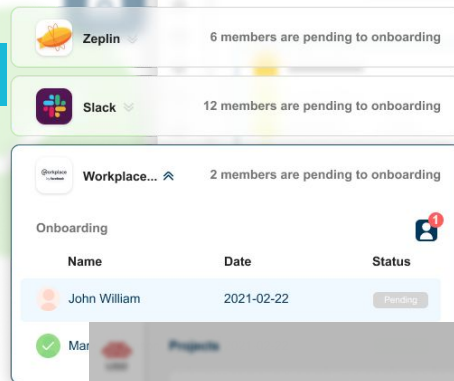 Zeplin 6 members are pending to onboarding
Slack 12 members are pending to onboarding
Workplace... 2 members are pending to onboarding
Onboarding 1
Name Date Status
John William 2021-02-22 Pending
Mar
Projects